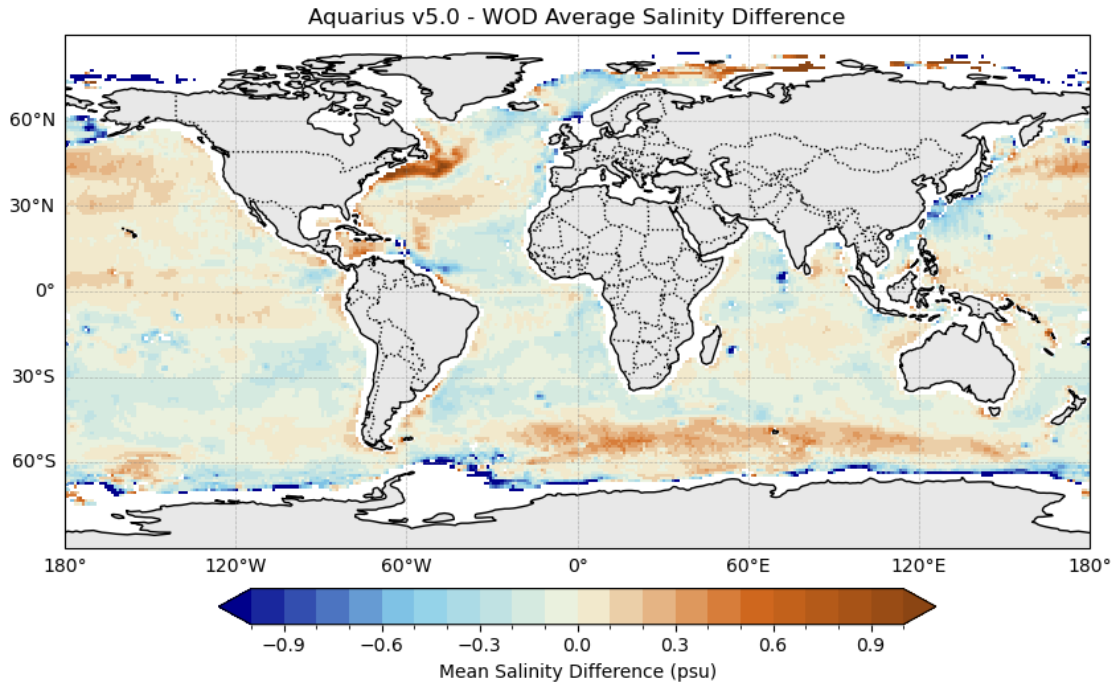 Aquarius v5.0 - WOD Average Salinity Difference
60°N
30°N
0°
30°S
60°S
180° 120°W 60°W 0° 60°E 120°E 180°
−0.9 −0.6 −0.3 0.0 0.3 0.6 0.9
Mean Salinity Difference (psu)